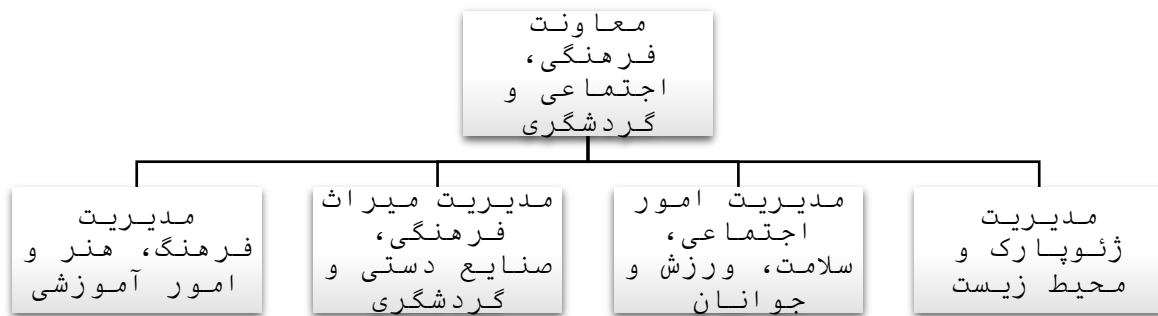 معاونت
فرهنگی،
اجتماعی و
گردشگری
مدیریت
ژئوپارک و
محیط زیست
مدیریت امور
اجتماعی،
سلامت، ورزش و
جوانان
مدیریت میراث
فرهنگی،
صنایع دستی و
گردشگری
مدیریت
فرهنگ، هنر و
امور آموزشی